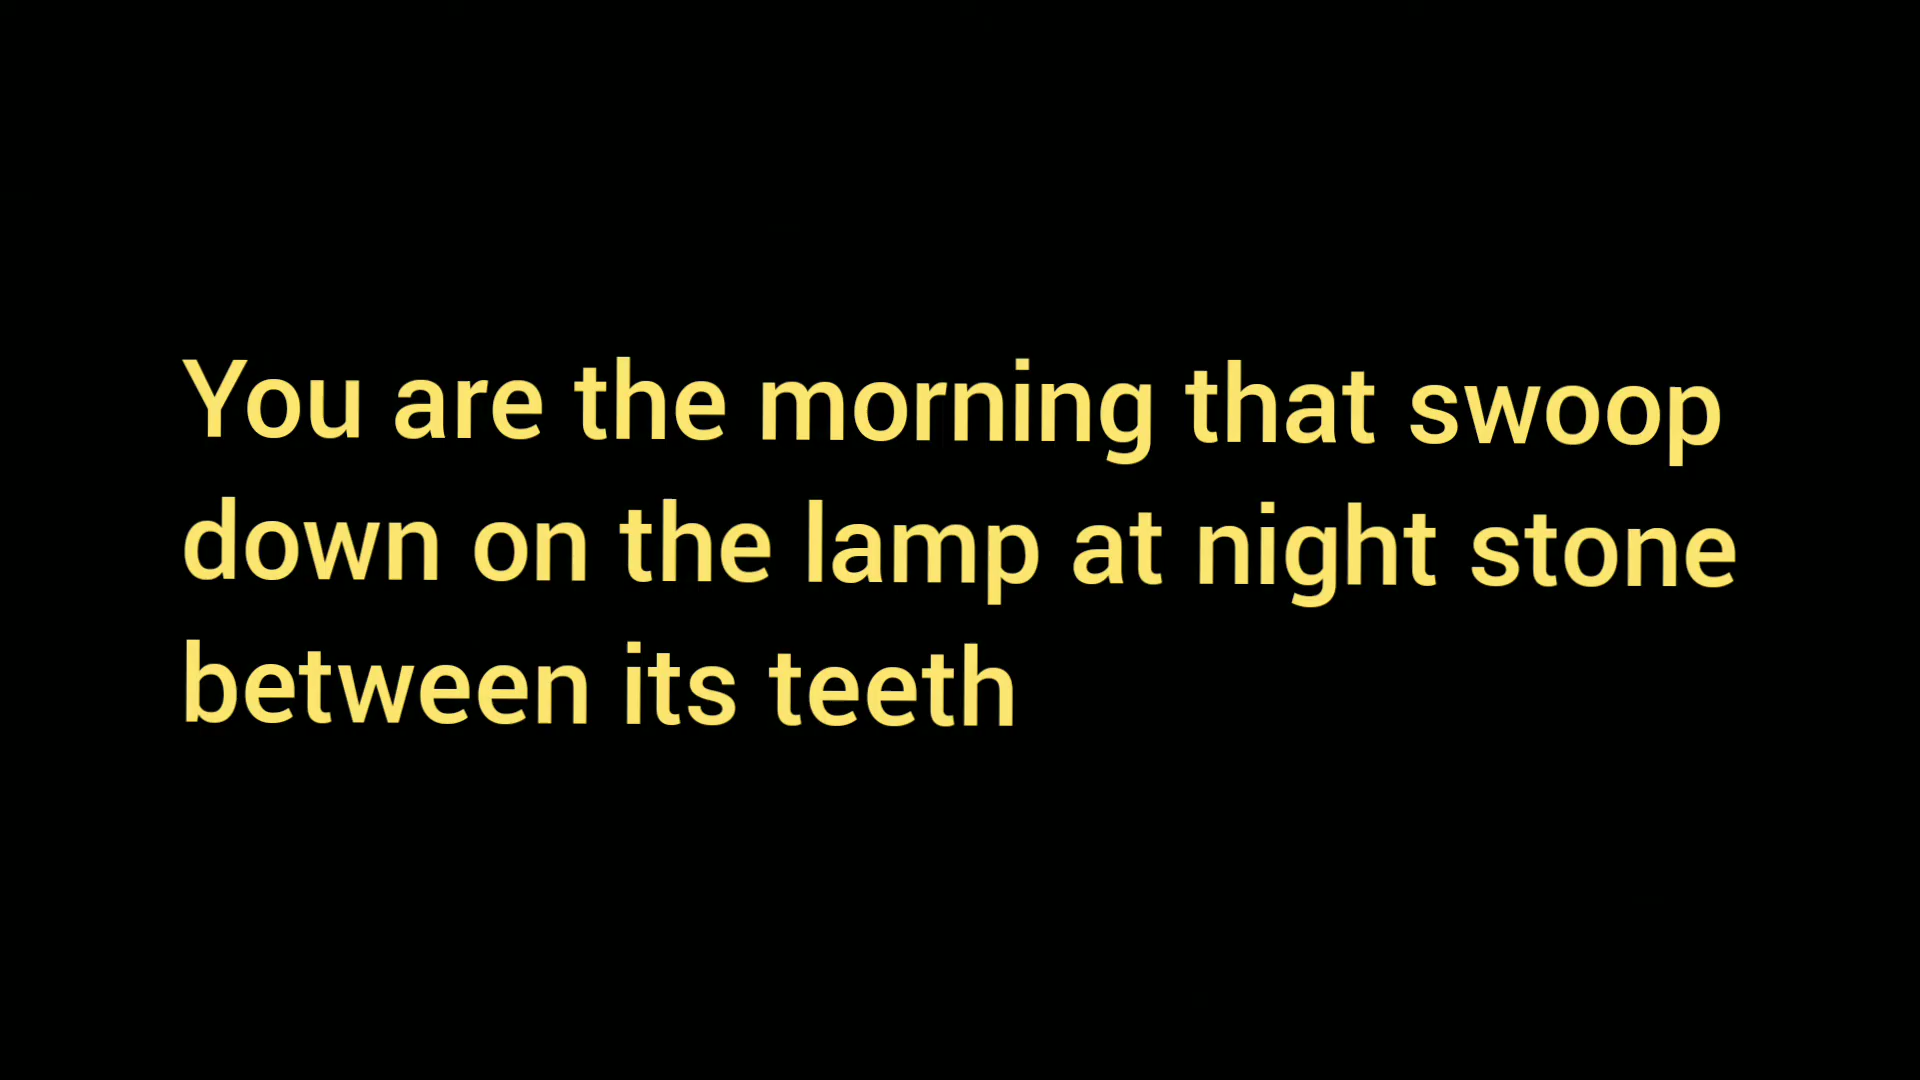 You are the morning that swoop
down on the lamp at night stone
between its teeth